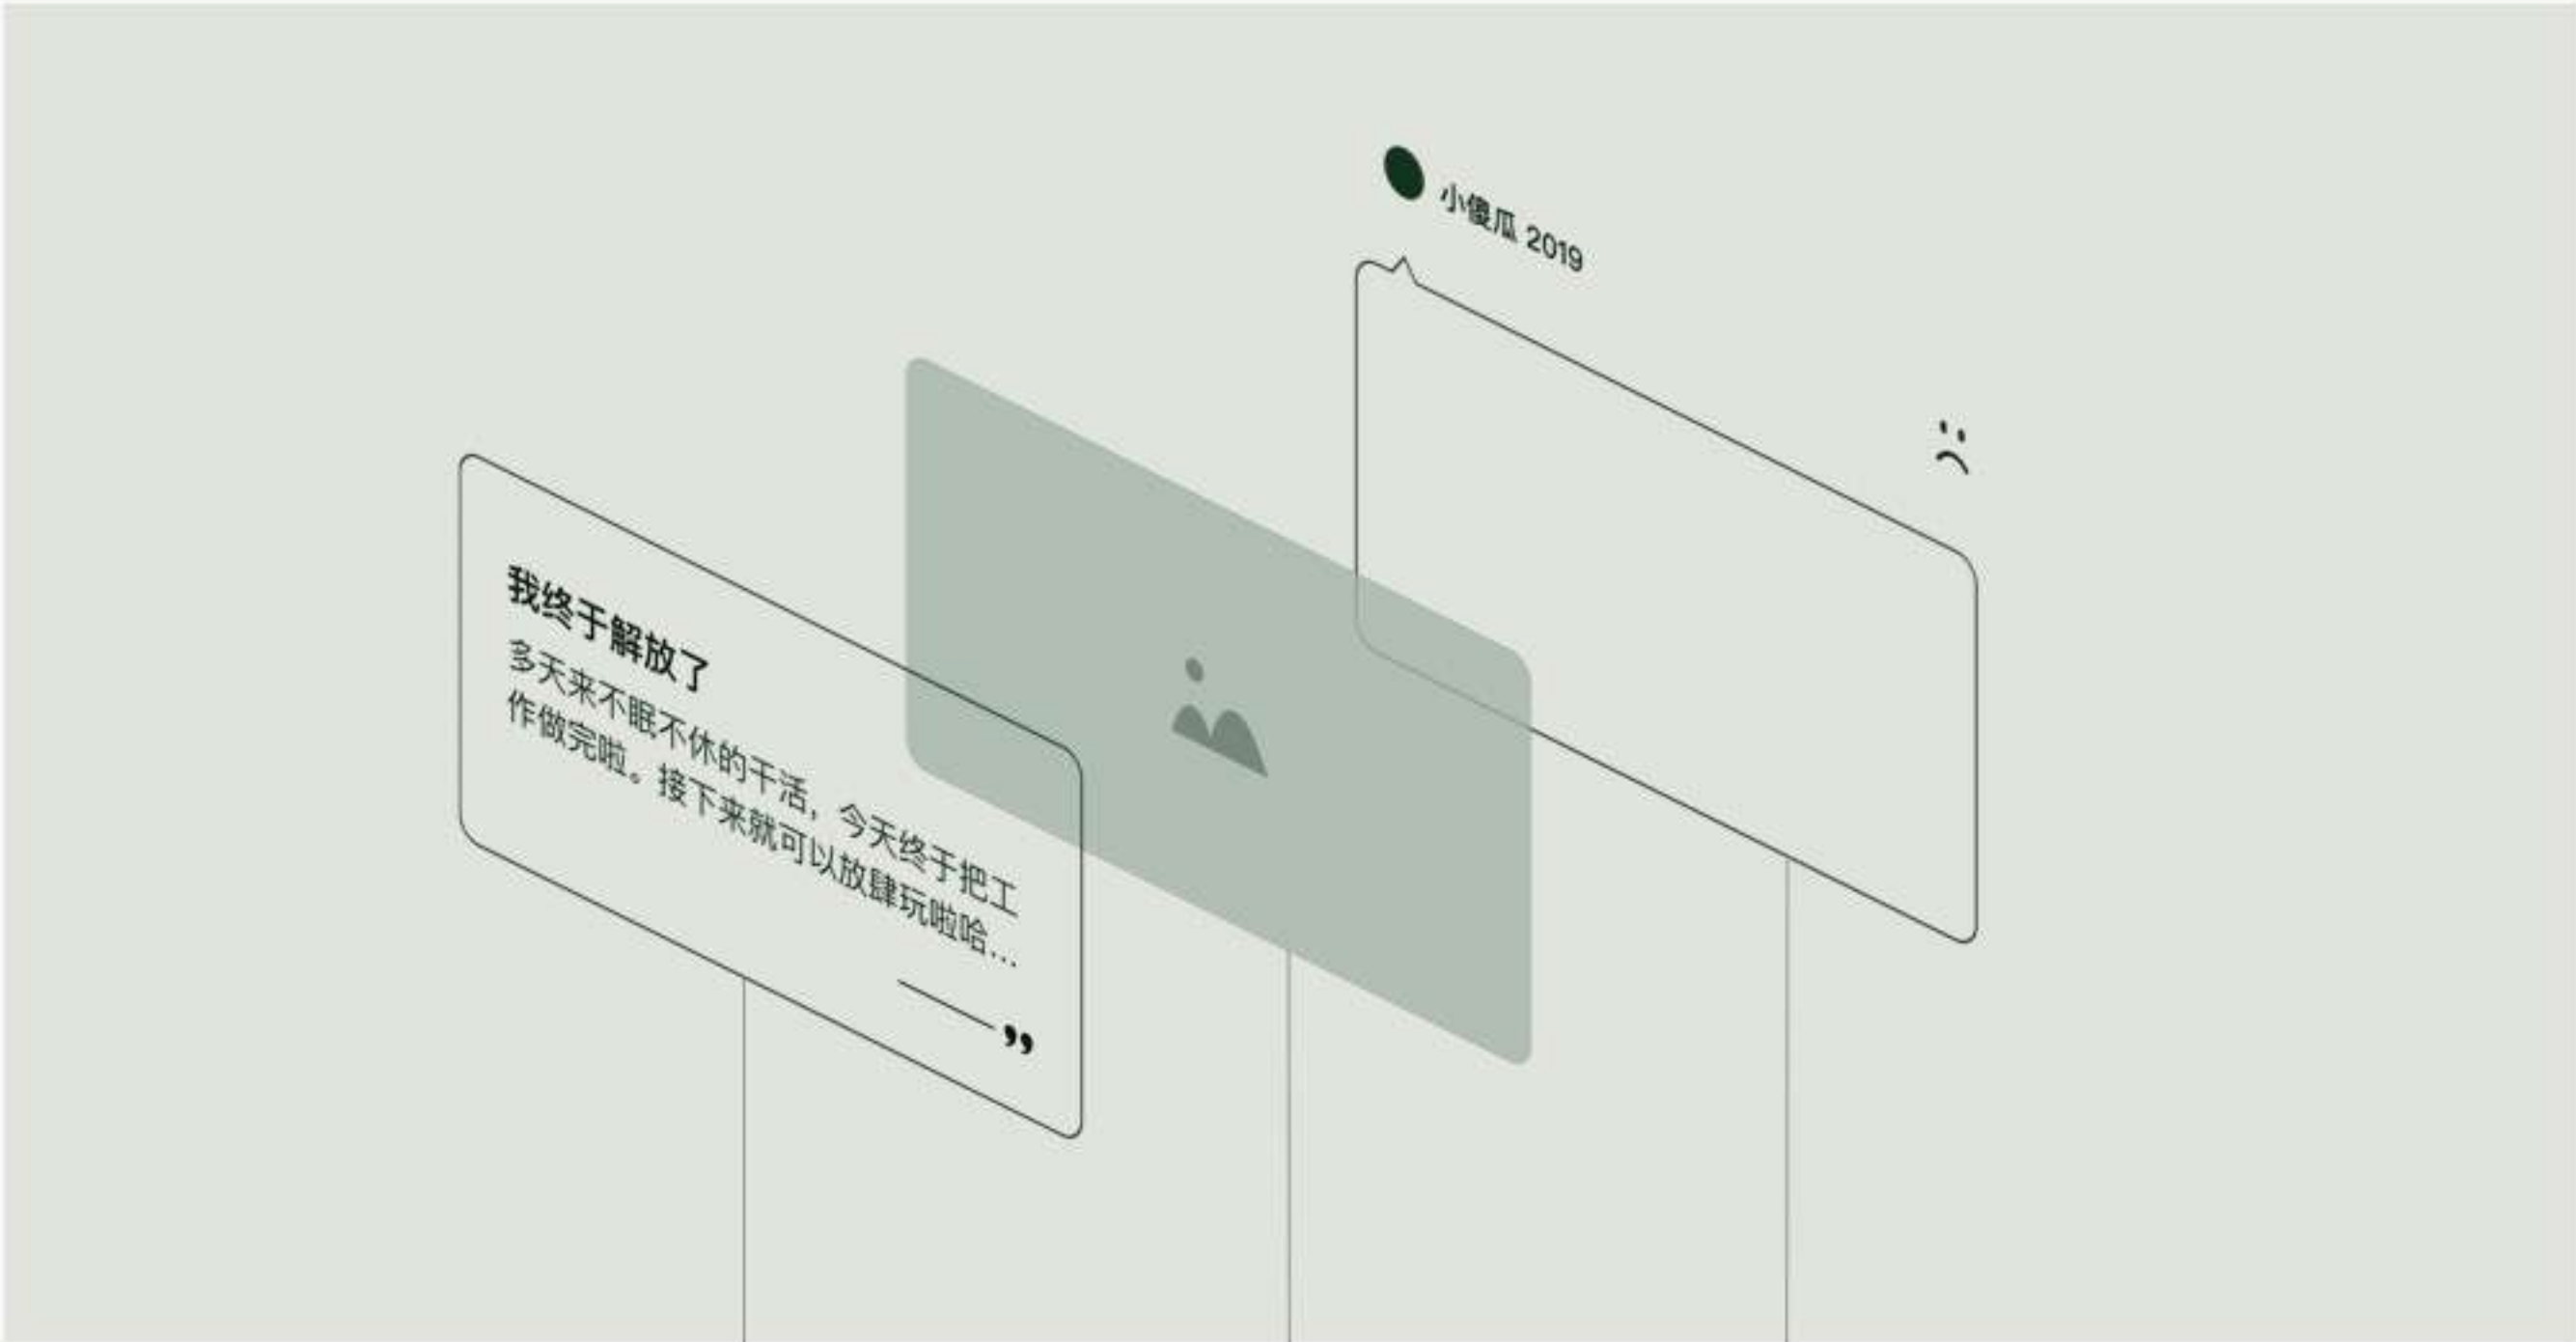 小傻瓜 2019
我终于解放了
多天来不眠不休的干活，今天终于把工
作做完啦。接下来就可以放肆玩啦哈...
”